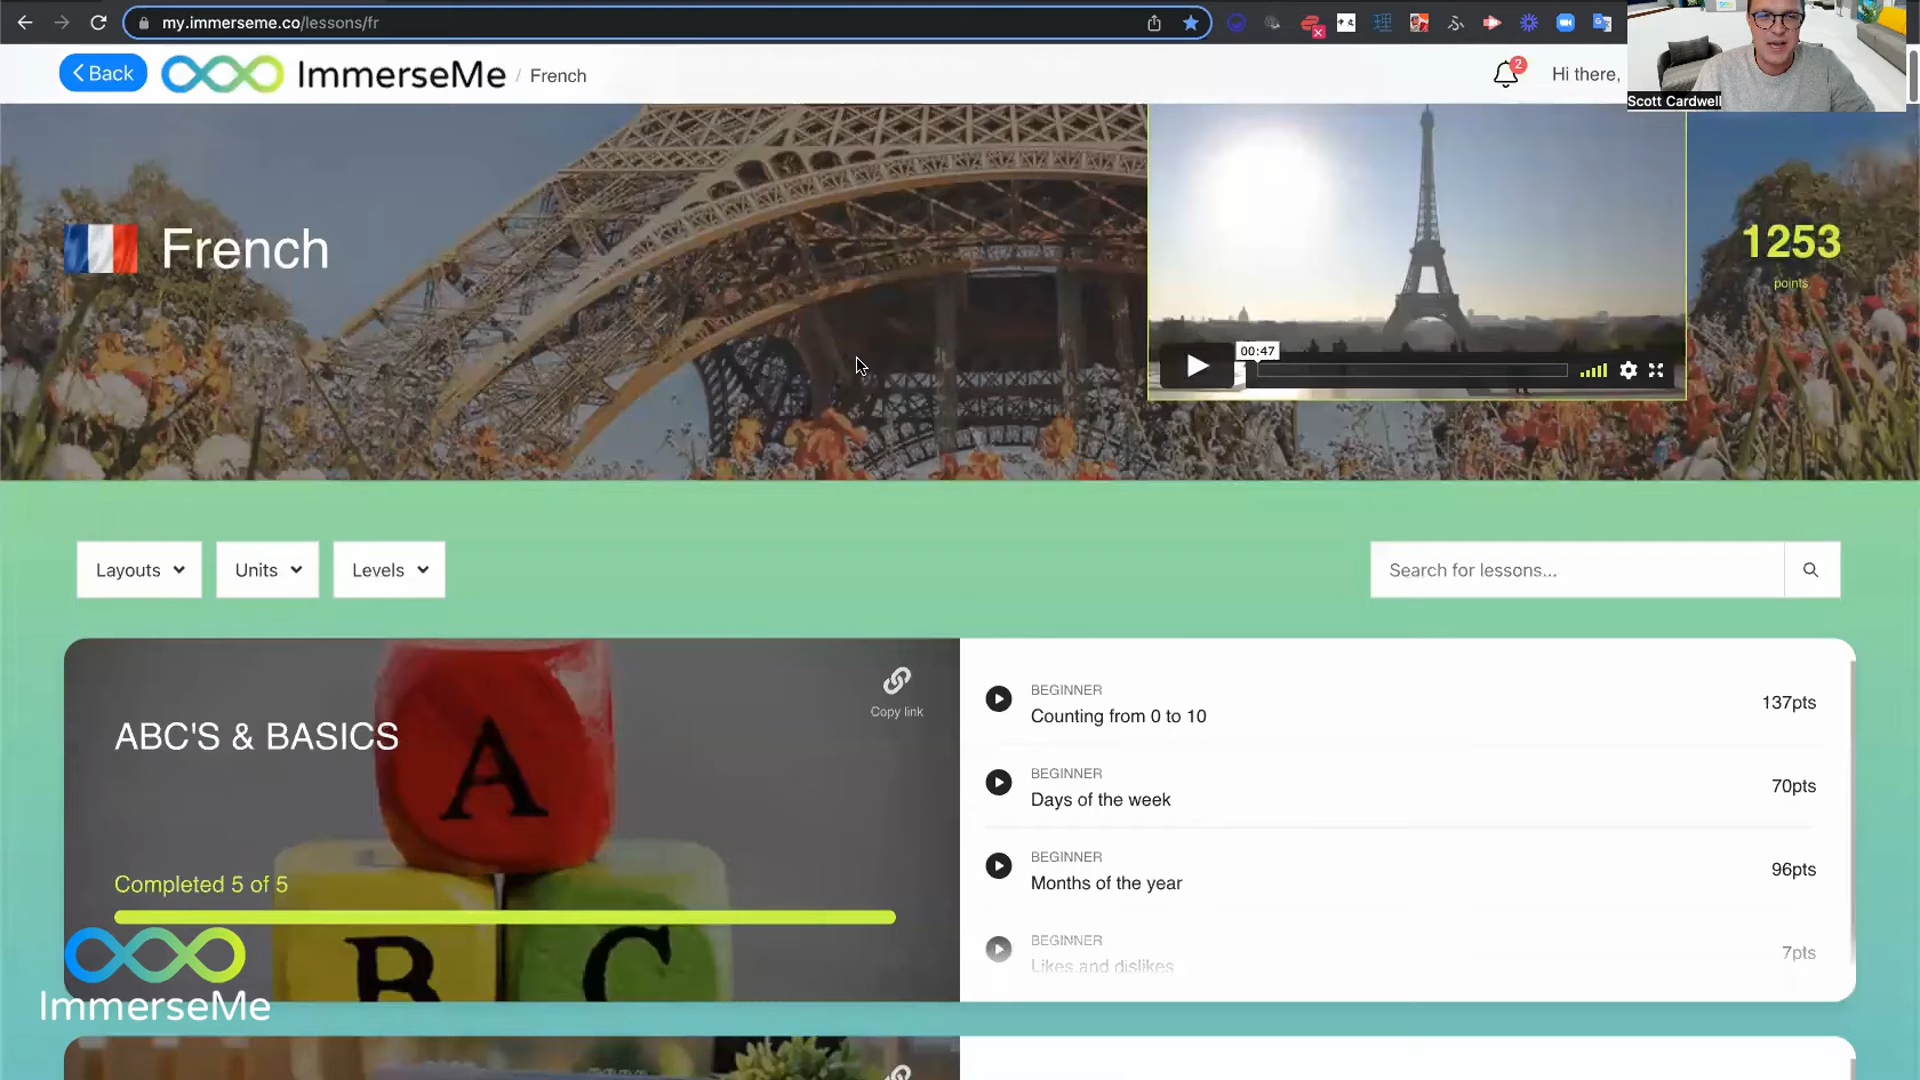 my.immerseme.co/lessons/fr
Back
ImmerseMe / French
2
Hi there,
Scott Cardwell
French
1253
points
00:47
Layouts
Units
Levels
Search for lessons...
ABC'S & BASICS
Copy link
A
B
C
Completed 5 of 5
BEGINNER
Counting from 0 to 10
137pts
BEGINNER
Days of the week
70pts
BEGINNER
Months of the year
96pts
BEGINNER
Likes and dislikes
7pts
ImmerseMe